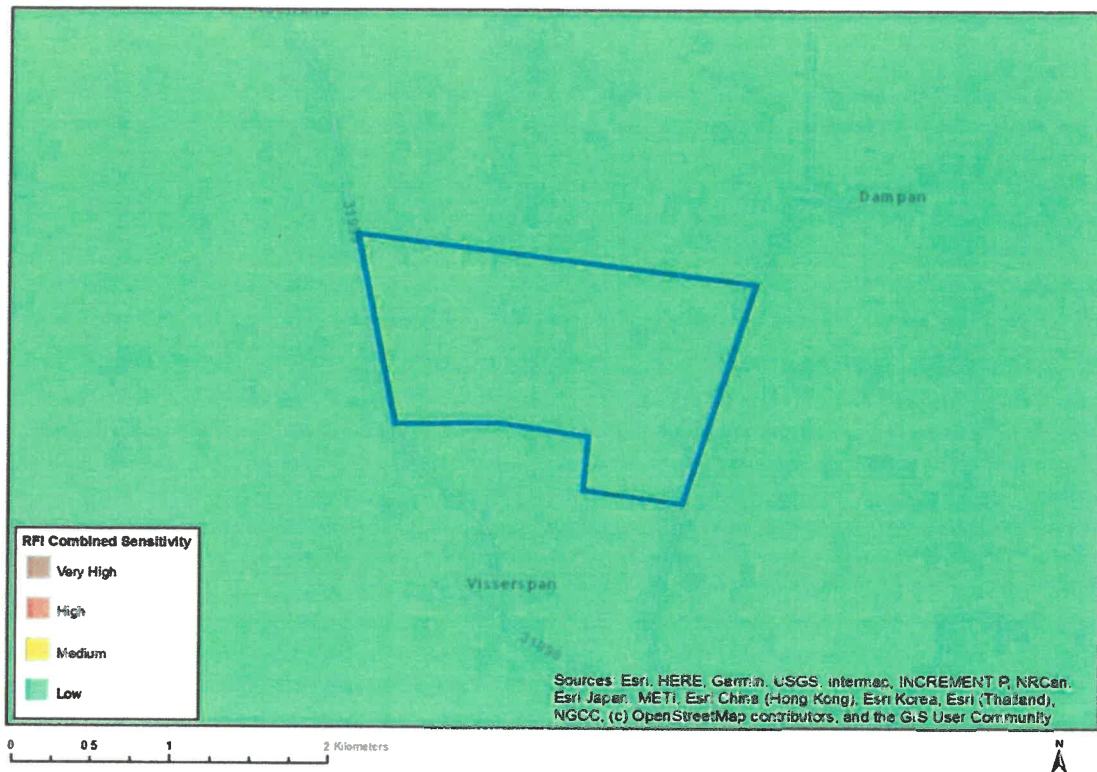 Dampan
RFI Combined Sensitivity
Very High
High
Medium
Low
Visserspan
Sources: Esri, HERE, Garmin, USGS, Intermap, INCREMENT P, NRCan,
Esri Japan, METI, Esri China (Hong Kong), Esri Korea, Esri (Thailand),
NGCC, (c) OpenStreetMap contributors, and the GIS User Community
0 0.5 1 2 Kilometers
N